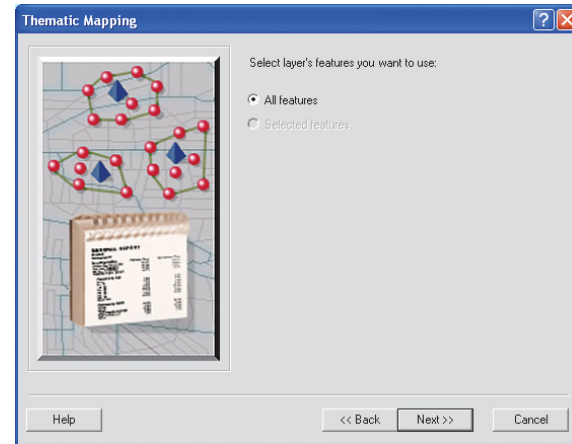 Thematic Mapping
Select layer's features you want to use:
All features
Selected features
Help
<< Back
Next >>
Cancel